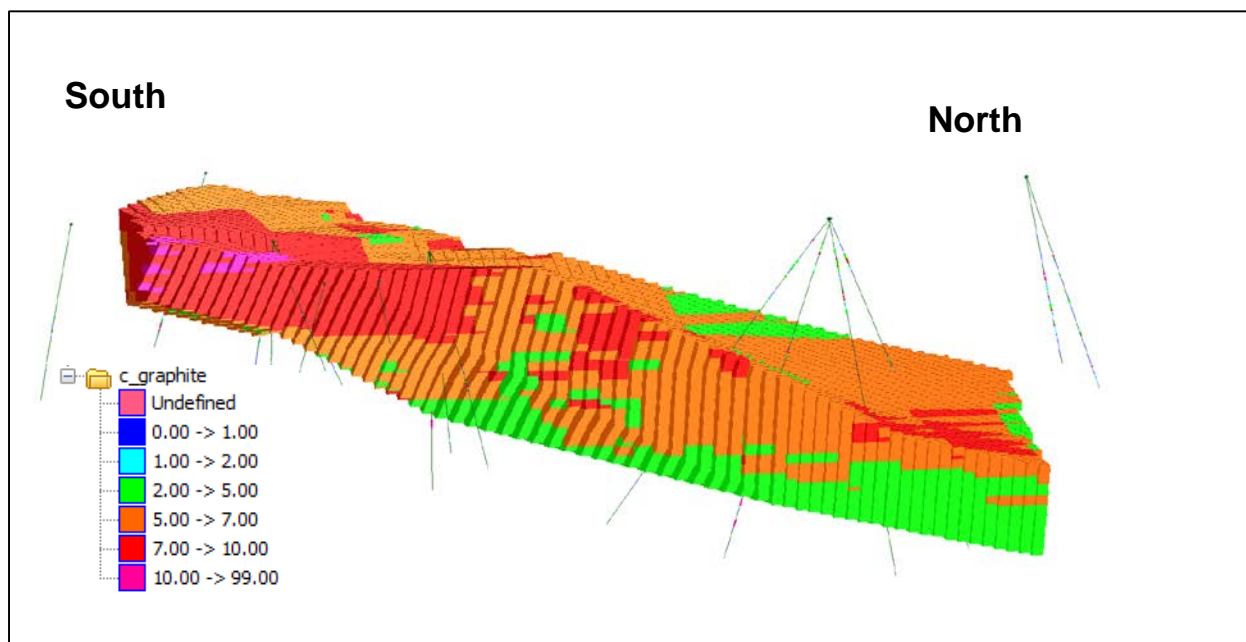 South
North
c_graphite
Undefined
0.00 -> 1.00
1.00 -> 2.00
2.00 -> 5.00
5.00 -> 7.00
7.00 -> 10.00
10.00 -> 99.00